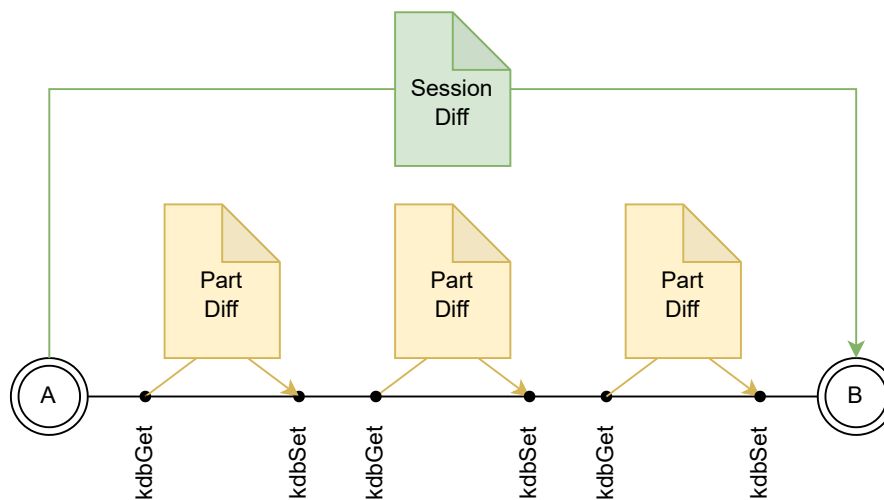 Session
Diff
Part
Diff
Part
Diff
Part
Diff
A
B
kdbGet
kdbSet
kdbGet
kdbSet
kdbGet
kdbSet